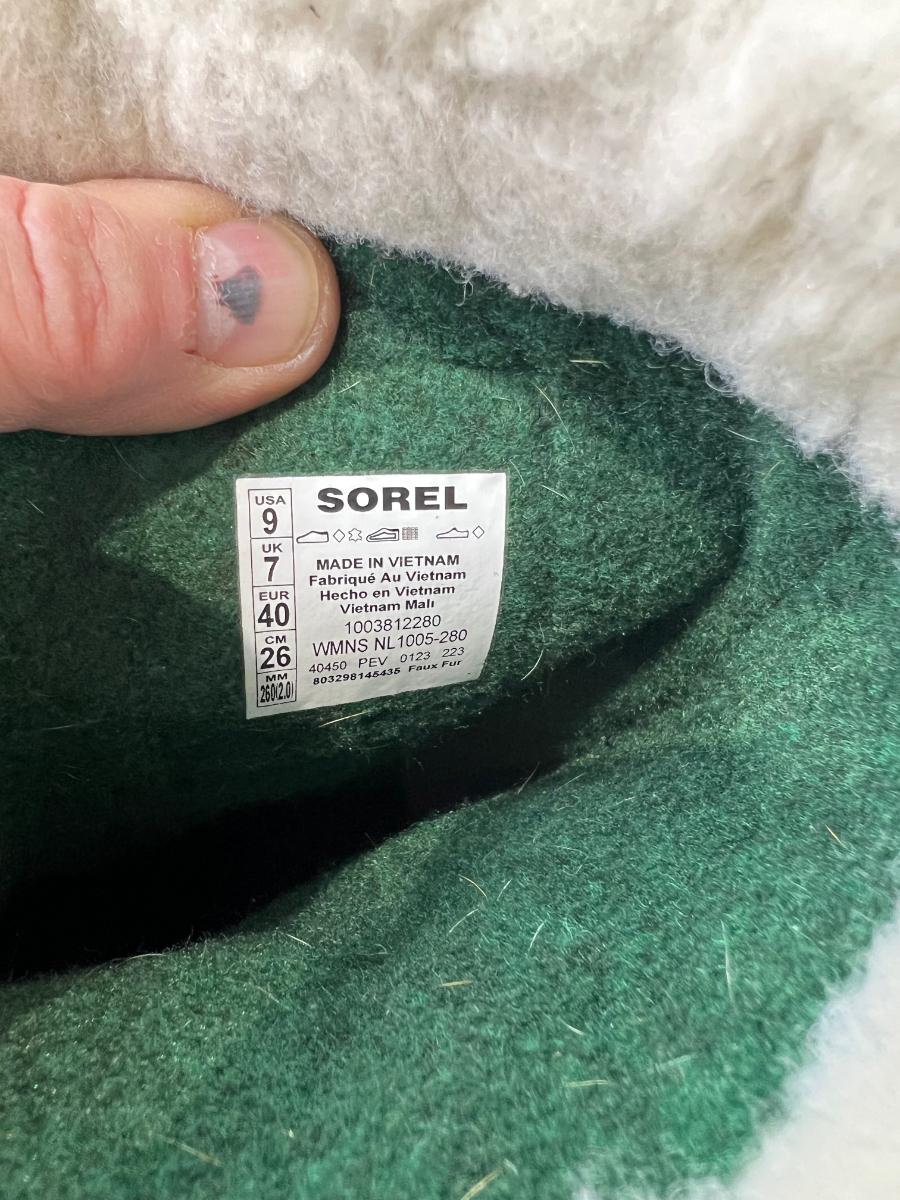 USA
9
UK
7
EUR
40
CM
26
MM
260(2.0)
SOREL
MADE IN VIETNAM
Fabriqué Au Vietnam
Hecho en Vietnam
Vietnam Malı
1003812280
WMNS NL1005-280
40450 PEV 0123 223
803298145435 Faux Fur